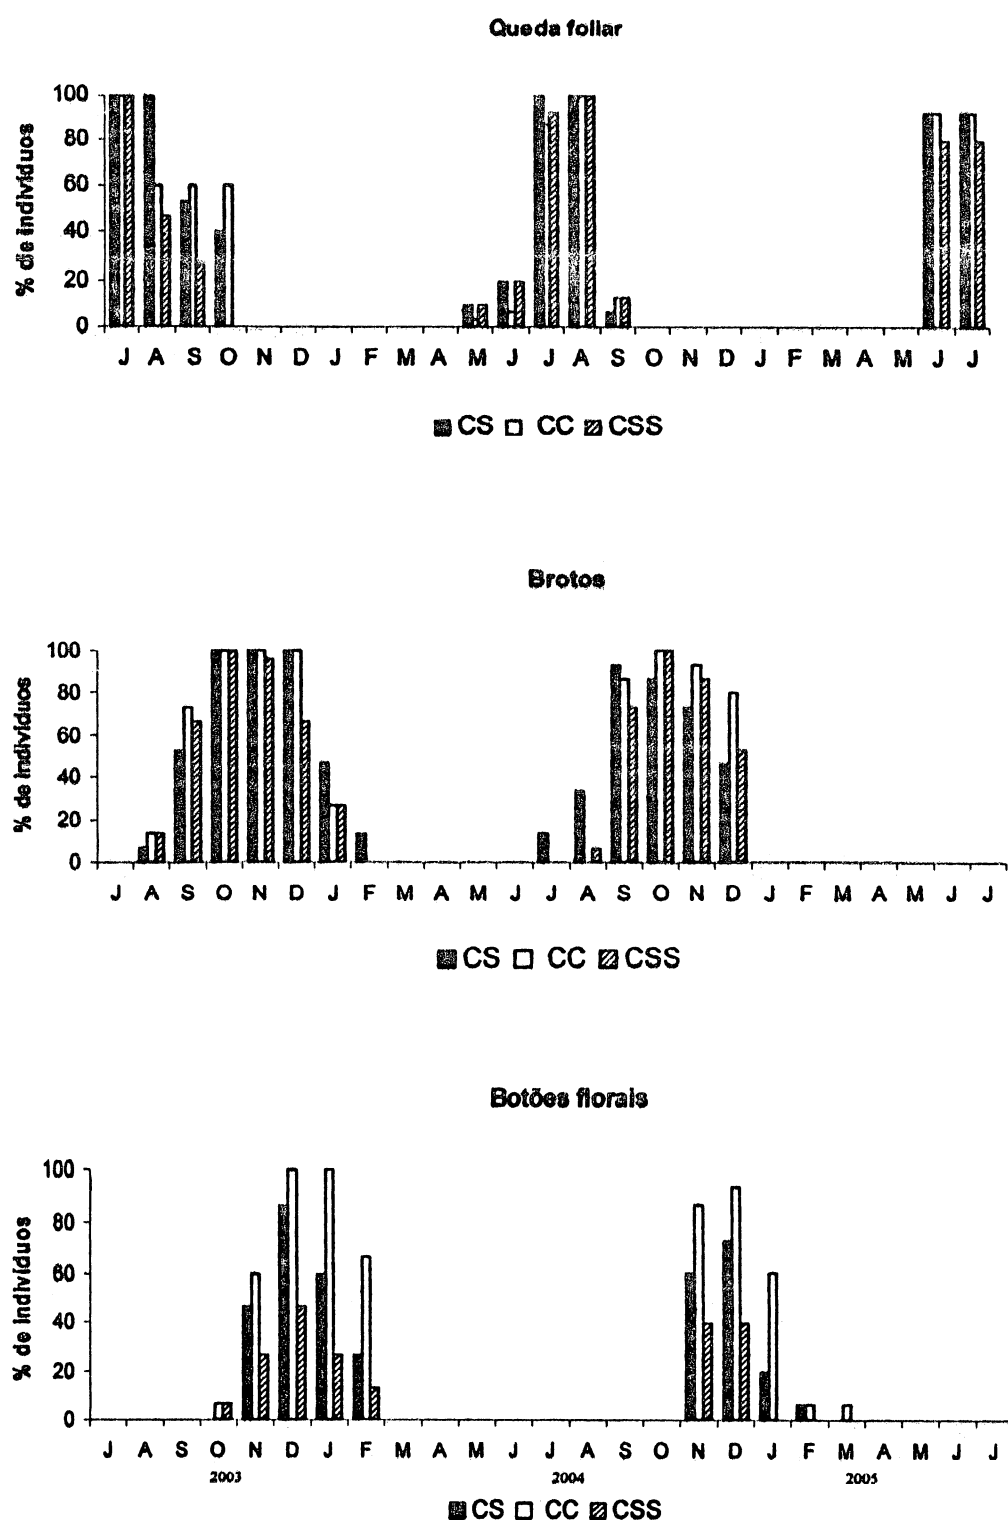 Queda foliar
% de indivíduos
100
80
60
40
20
0
J A S O N D J F M A M J J A S O N D J F M A M J J
CS CC CSS
Brotos
% de indivíduos
100
80
60
40
20
0
J A S O N D J F M A M J J A S O N D J F M A M J J
CS CC CSS
Botões florais
% de indivíduos
100
80
60
40
20
0
J A S O N D J F M A M J J A S O N D J F M A M J J
2003 2004 2005
CS CC CSS